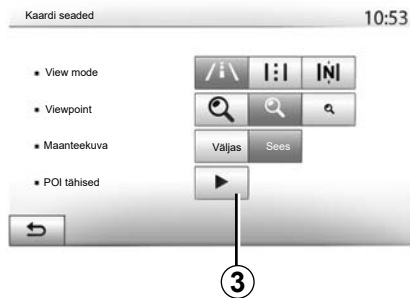 Kaardi seaded 10:53
View mode
N
Viewpoint
Maanteekuva Väljas Sees
POI tähised
3